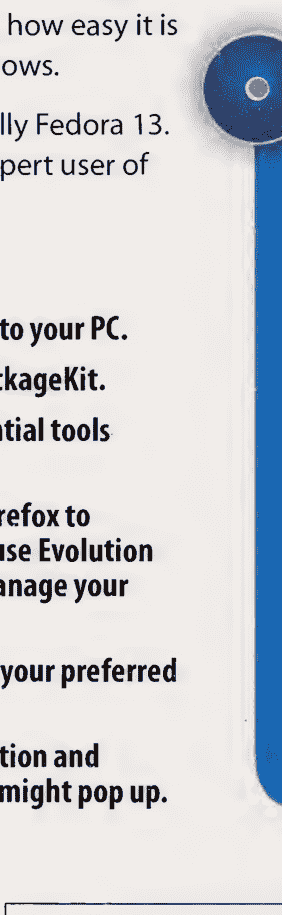 how easy it is
ows.
lly Fedora 13.
pert user of
to your PC.
ckageKit.
ntial tools
refox to
use Evolution
anage your
your preferred
tion and
might pop up.